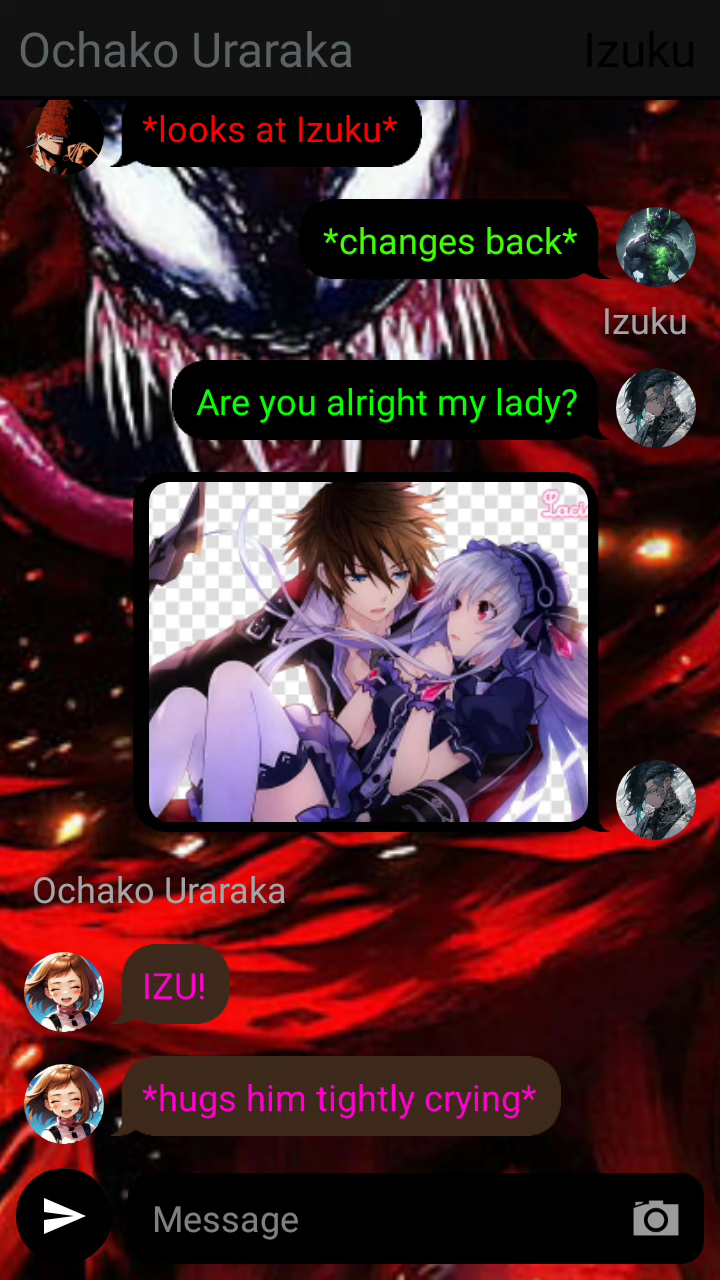 Ochako Uraraka
Izuku
*looks at Izuku*
*changes back*
Izuku
Are you alright my lady?
Ochako Uraraka
IZU!
*hugs him tightly crying*
Message